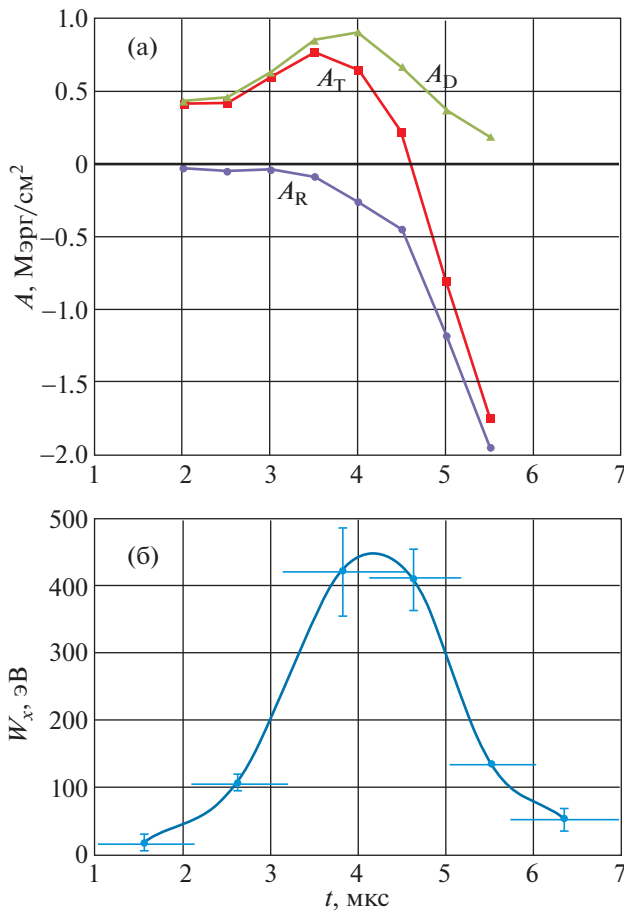 (а)
A, Мэрг/см²
1.0
0.5
0
–0.5
–1.0
–1.5
–2.0
A_T
A_D
A_R
1 2 3 4 5 6 7
(б)
W_x, эВ
500
400
300
200
100
0
1 2 3 4 5 6 7
t, мкс